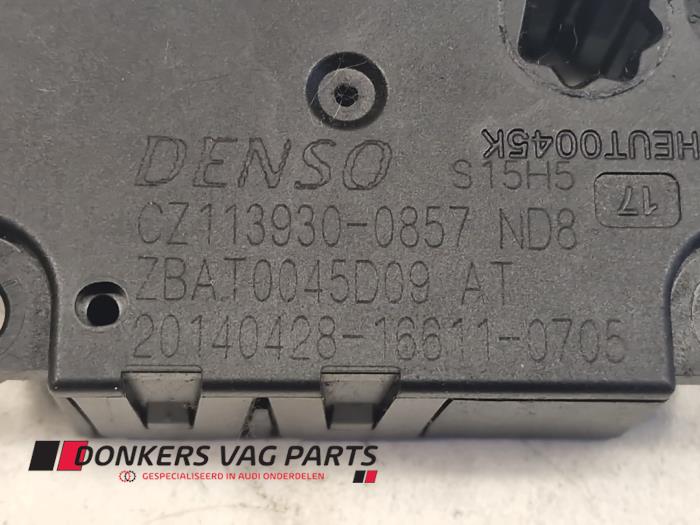 DENSO S15H5
HEUT0045K
17
CZ113930-0857 ND8
ZBAT0045D09 AT
20140428-16611-0705
DONKERS VAG PARTS
GESPECIALISEERD IN AUDI ONDERDELEN